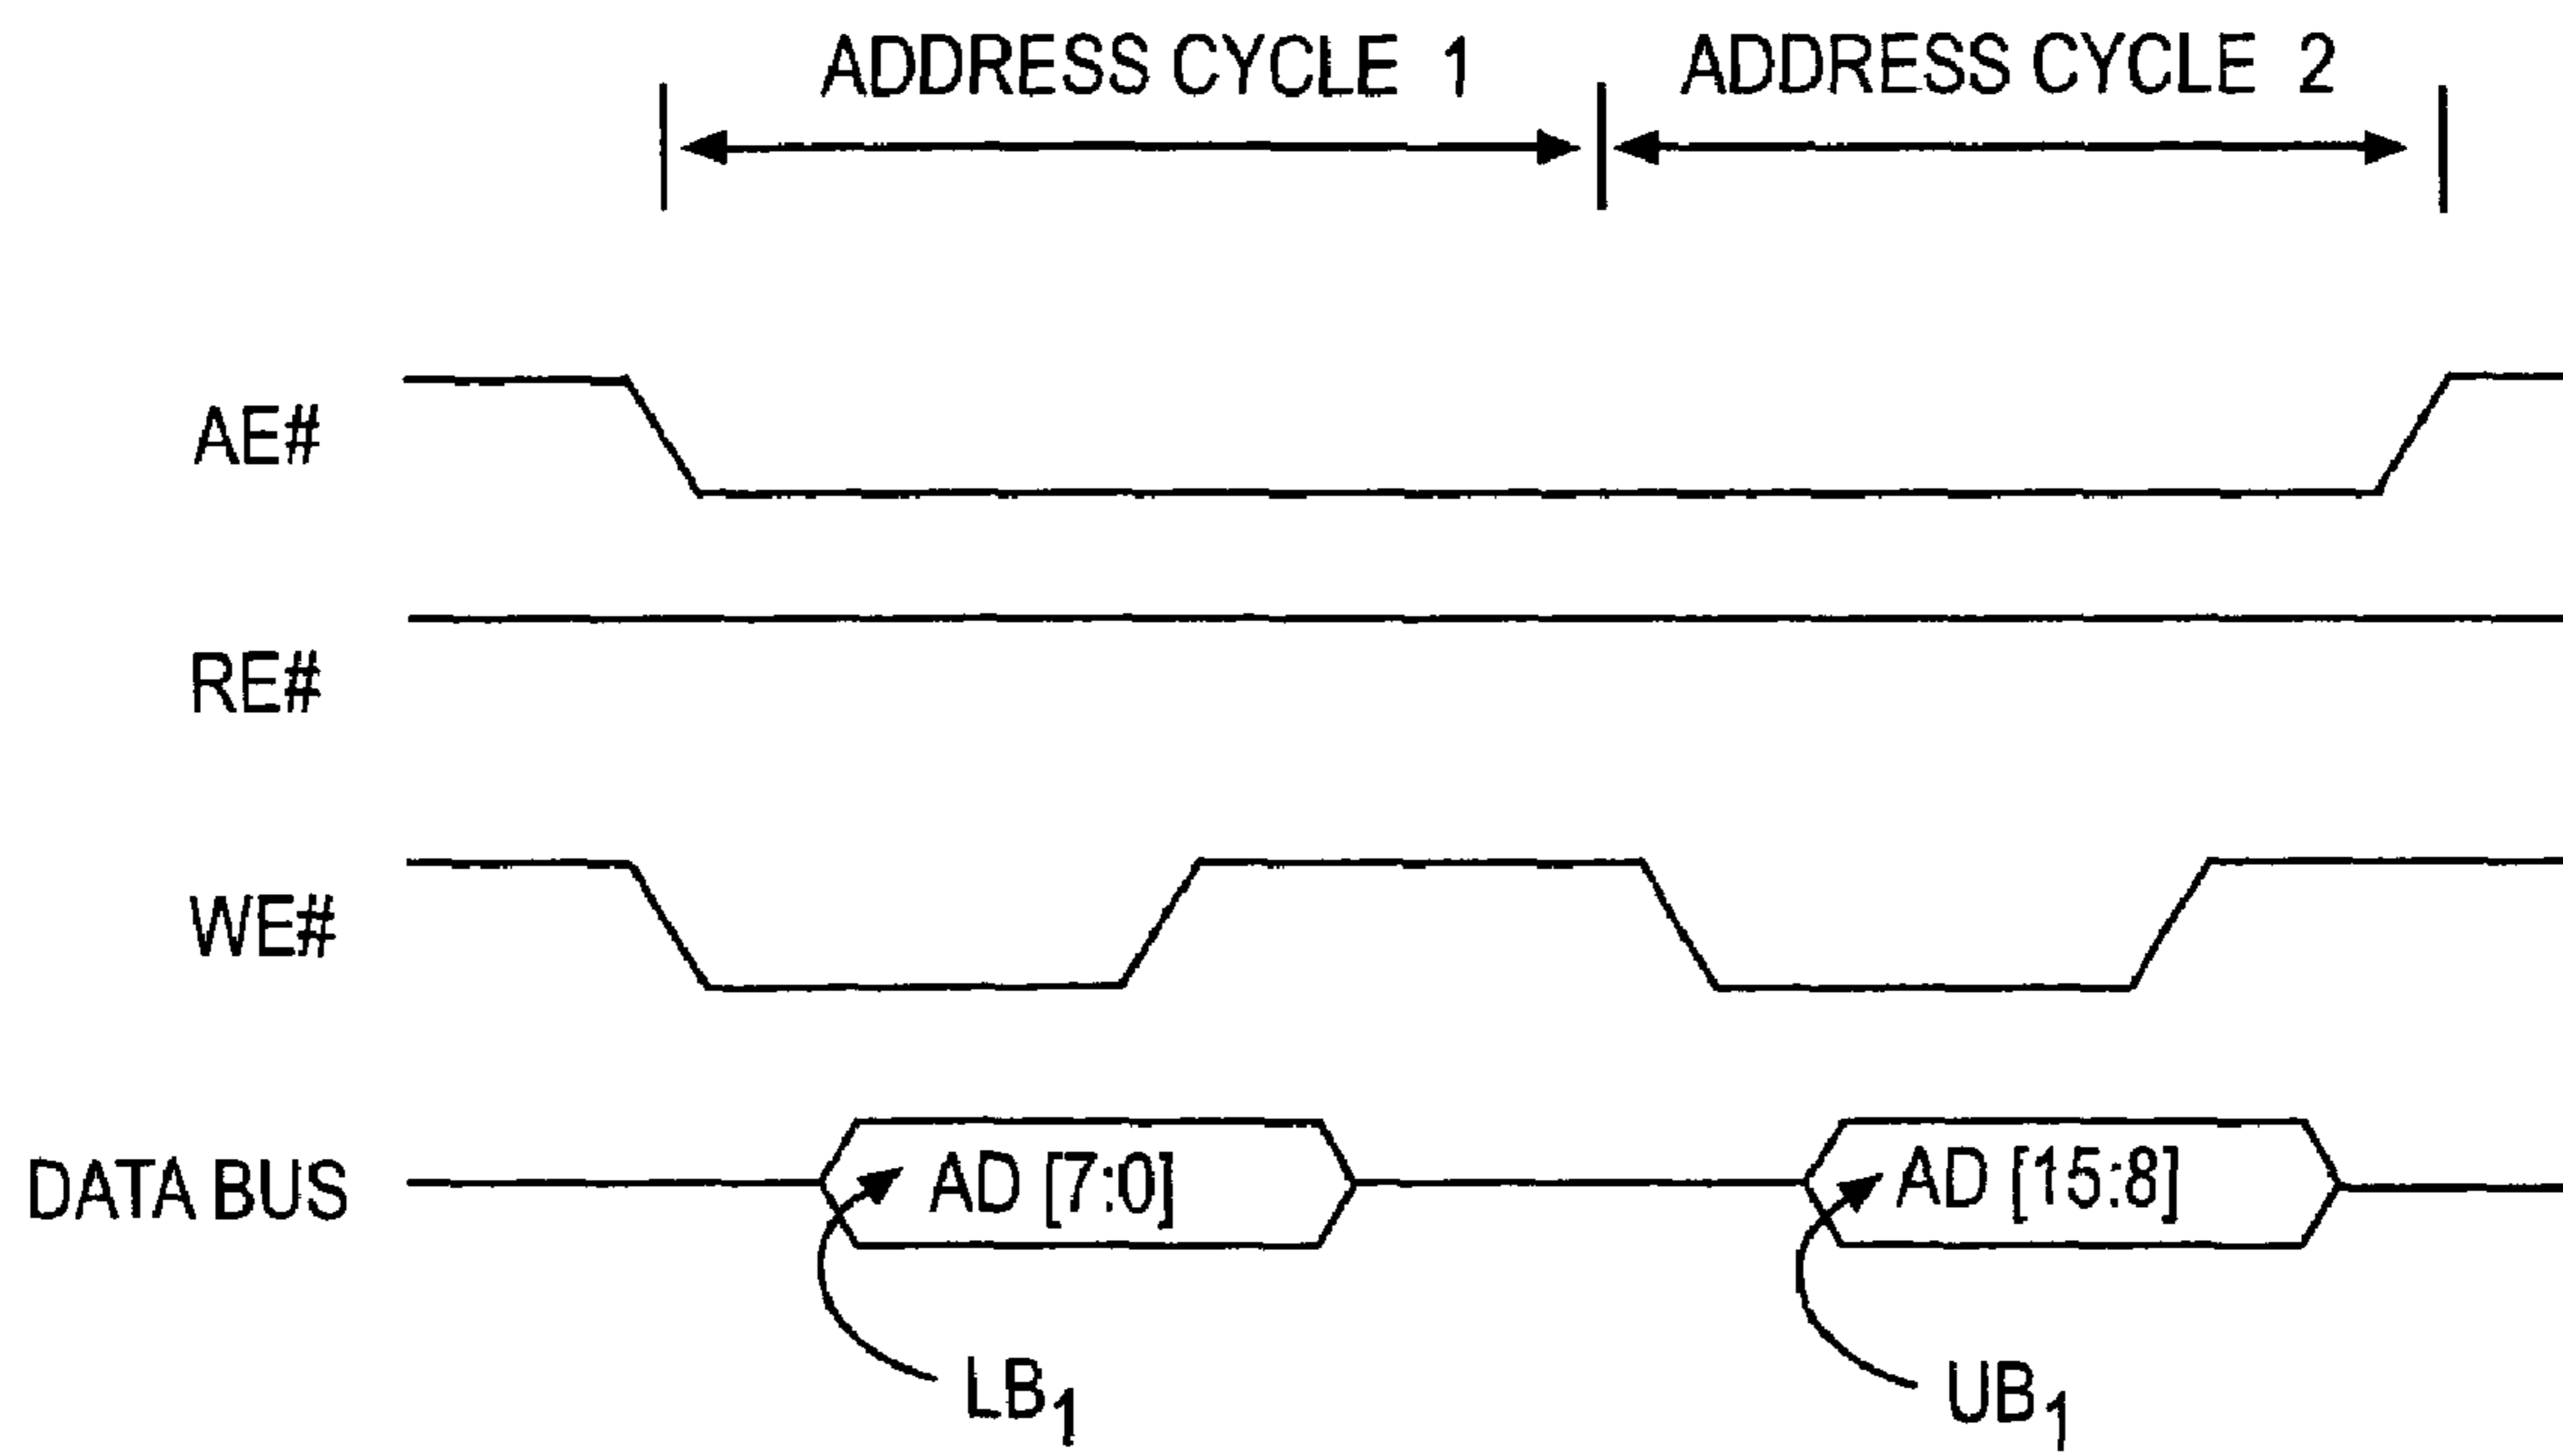 ADDRESS CYCLE 1
ADDRESS CYCLE 2
AE#
RE#
WE#
DATA BUS
AD [7:0]
AD [15:8]
LB1
UB1